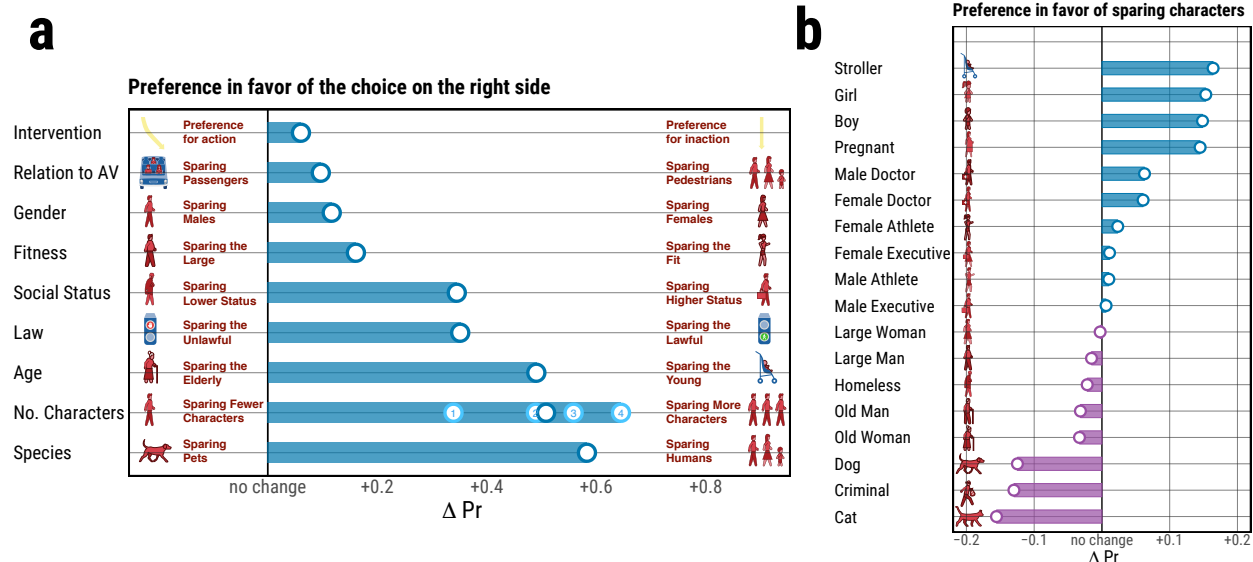 a
Preference in favor of the choice on the right side
Intervention
Preference
for action
Preference
for inaction
Relation to AV
Sparing
Passengers
Sparing
Pedestrians
Gender
Sparing
Males
Sparing
Females
Fitness
Sparing the
Large
Sparing the
Fit
Social Status
Sparing
Lower Status
Sparing
Higher Status
Law
Sparing the
Unlawful
Sparing the
Lawful
Age
Sparing the
Elderly
Sparing the
Young
No. Characters
Sparing Fewer
Characters
1
2
3
4
Sparing More
Characters
Species
Sparing
Pets
Sparing
Humans
no change +0.2 +0.4 +0.6 +0.8
Δ Pr
b
Preference in favor of sparing characters
Stroller
Girl
Boy
Pregnant
Male Doctor
Female Doctor
Female Athlete
Female Executive
Male Athlete
Male Executive
Large Woman
Large Man
Homeless
Old Man
Old Woman
Dog
Criminal
Cat
−0.2 −0.1 no change +0.1 +0.2
Δ Pr